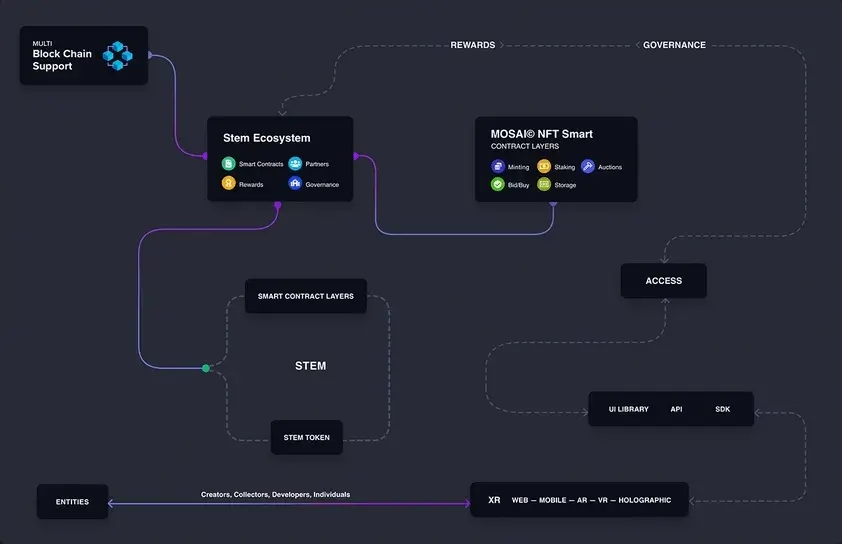 MULTI
Block Chain
Support
REWARDS
GOVERNANCE
Stem Ecosystem
Smart Contracts
Partners
Rewards
Governance
MOSAI© NFT Smart
CONTRACT LAYERS
Minting
Staking
Auctions
Bid/Buy
Storage
ACCESS
SMART CONTRACT LAYERS
STEM
STEM TOKEN
UI LIBRARY
API
SDK
ENTITIES
Creators, Collectors, Developers, Individuals
XR
WEB — MOBILE — AR — VR — HOLOGRAPHIC